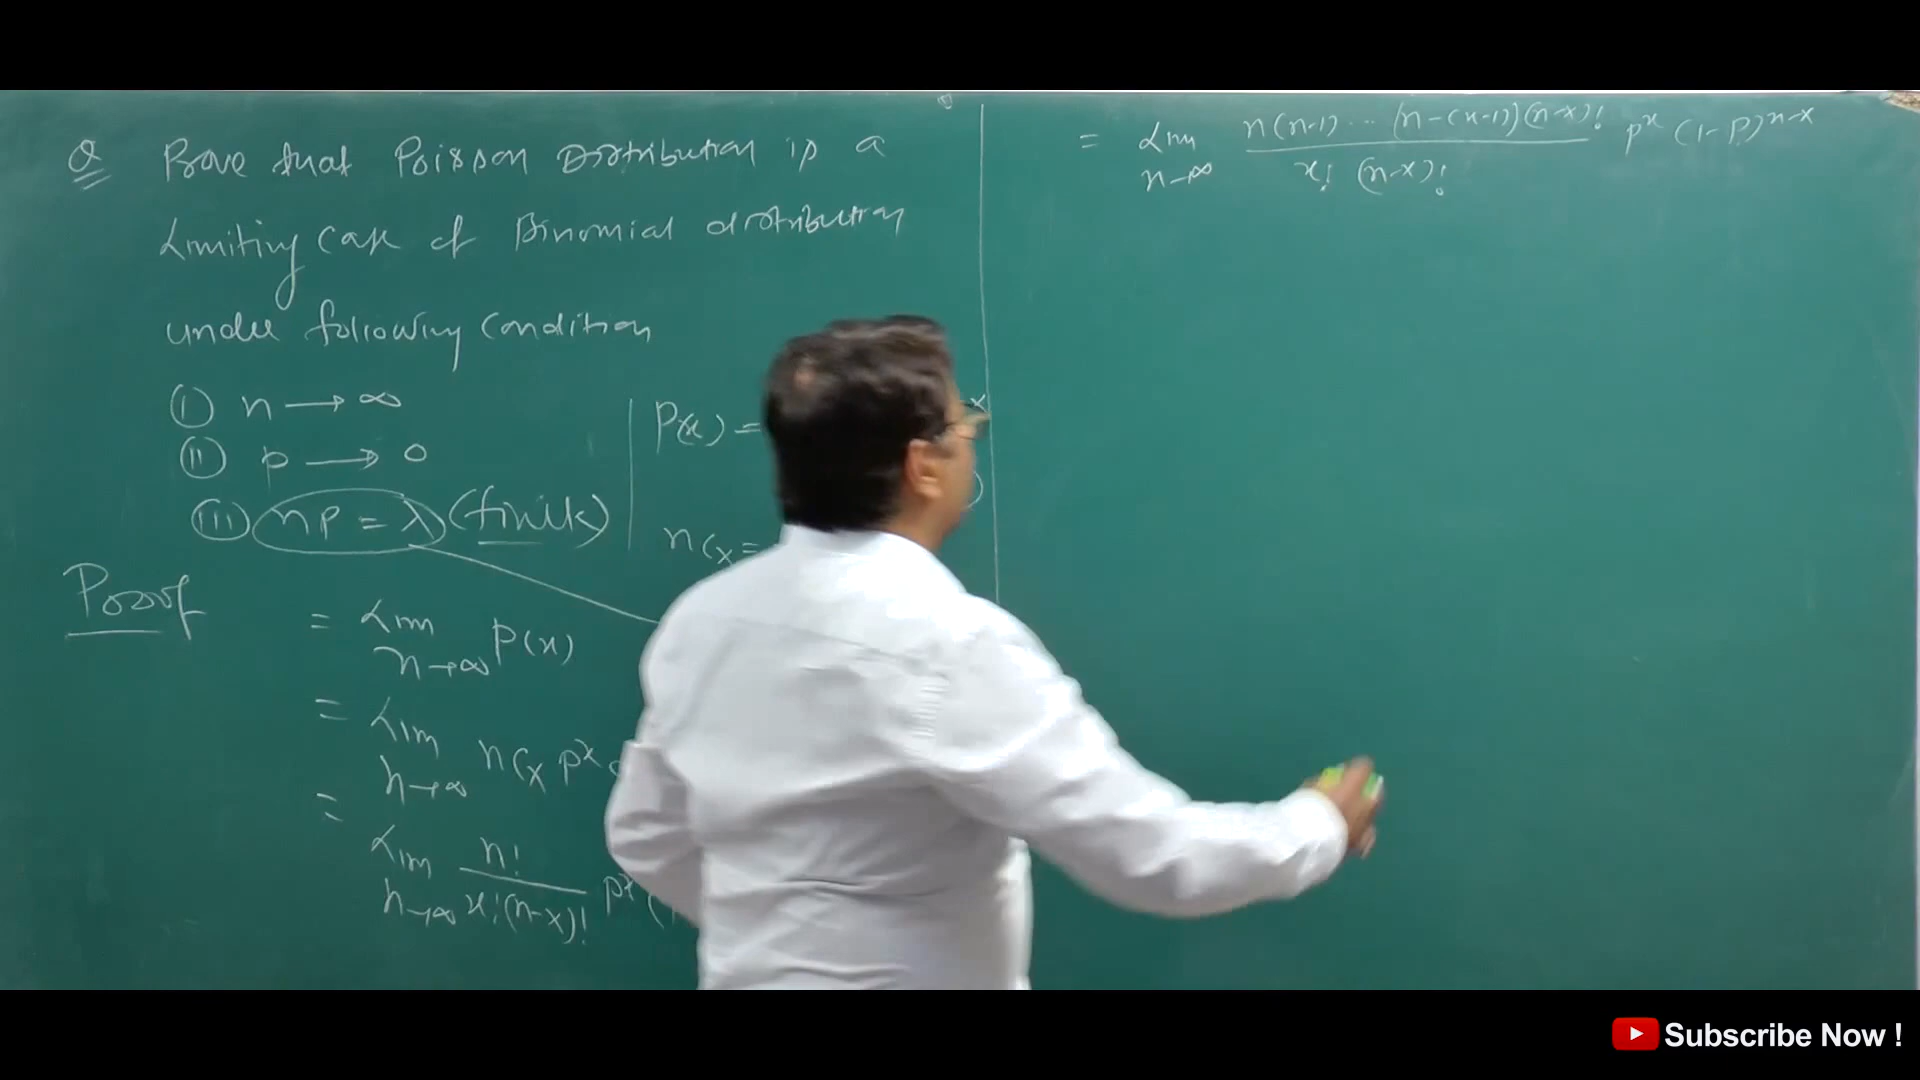 Q Prove that Poisson Distribution is a
Limiting Case of Binomial distribution
under following Condition
(I) n → ∞
(II) p → 0
(III) np = λ (finite)
P(x) =
nCx =
Proof
= Lim n→∞ P(x)
= Lim n→∞ nCx p^x
= Lim n→∞ n! / x!(n-x)! p^x (1
= Lim n→∞ n(n-1) ... (n-(x-1))(n-x)! / x! (n-x)! p^x (1-p)^n-x
Subscribe Now !